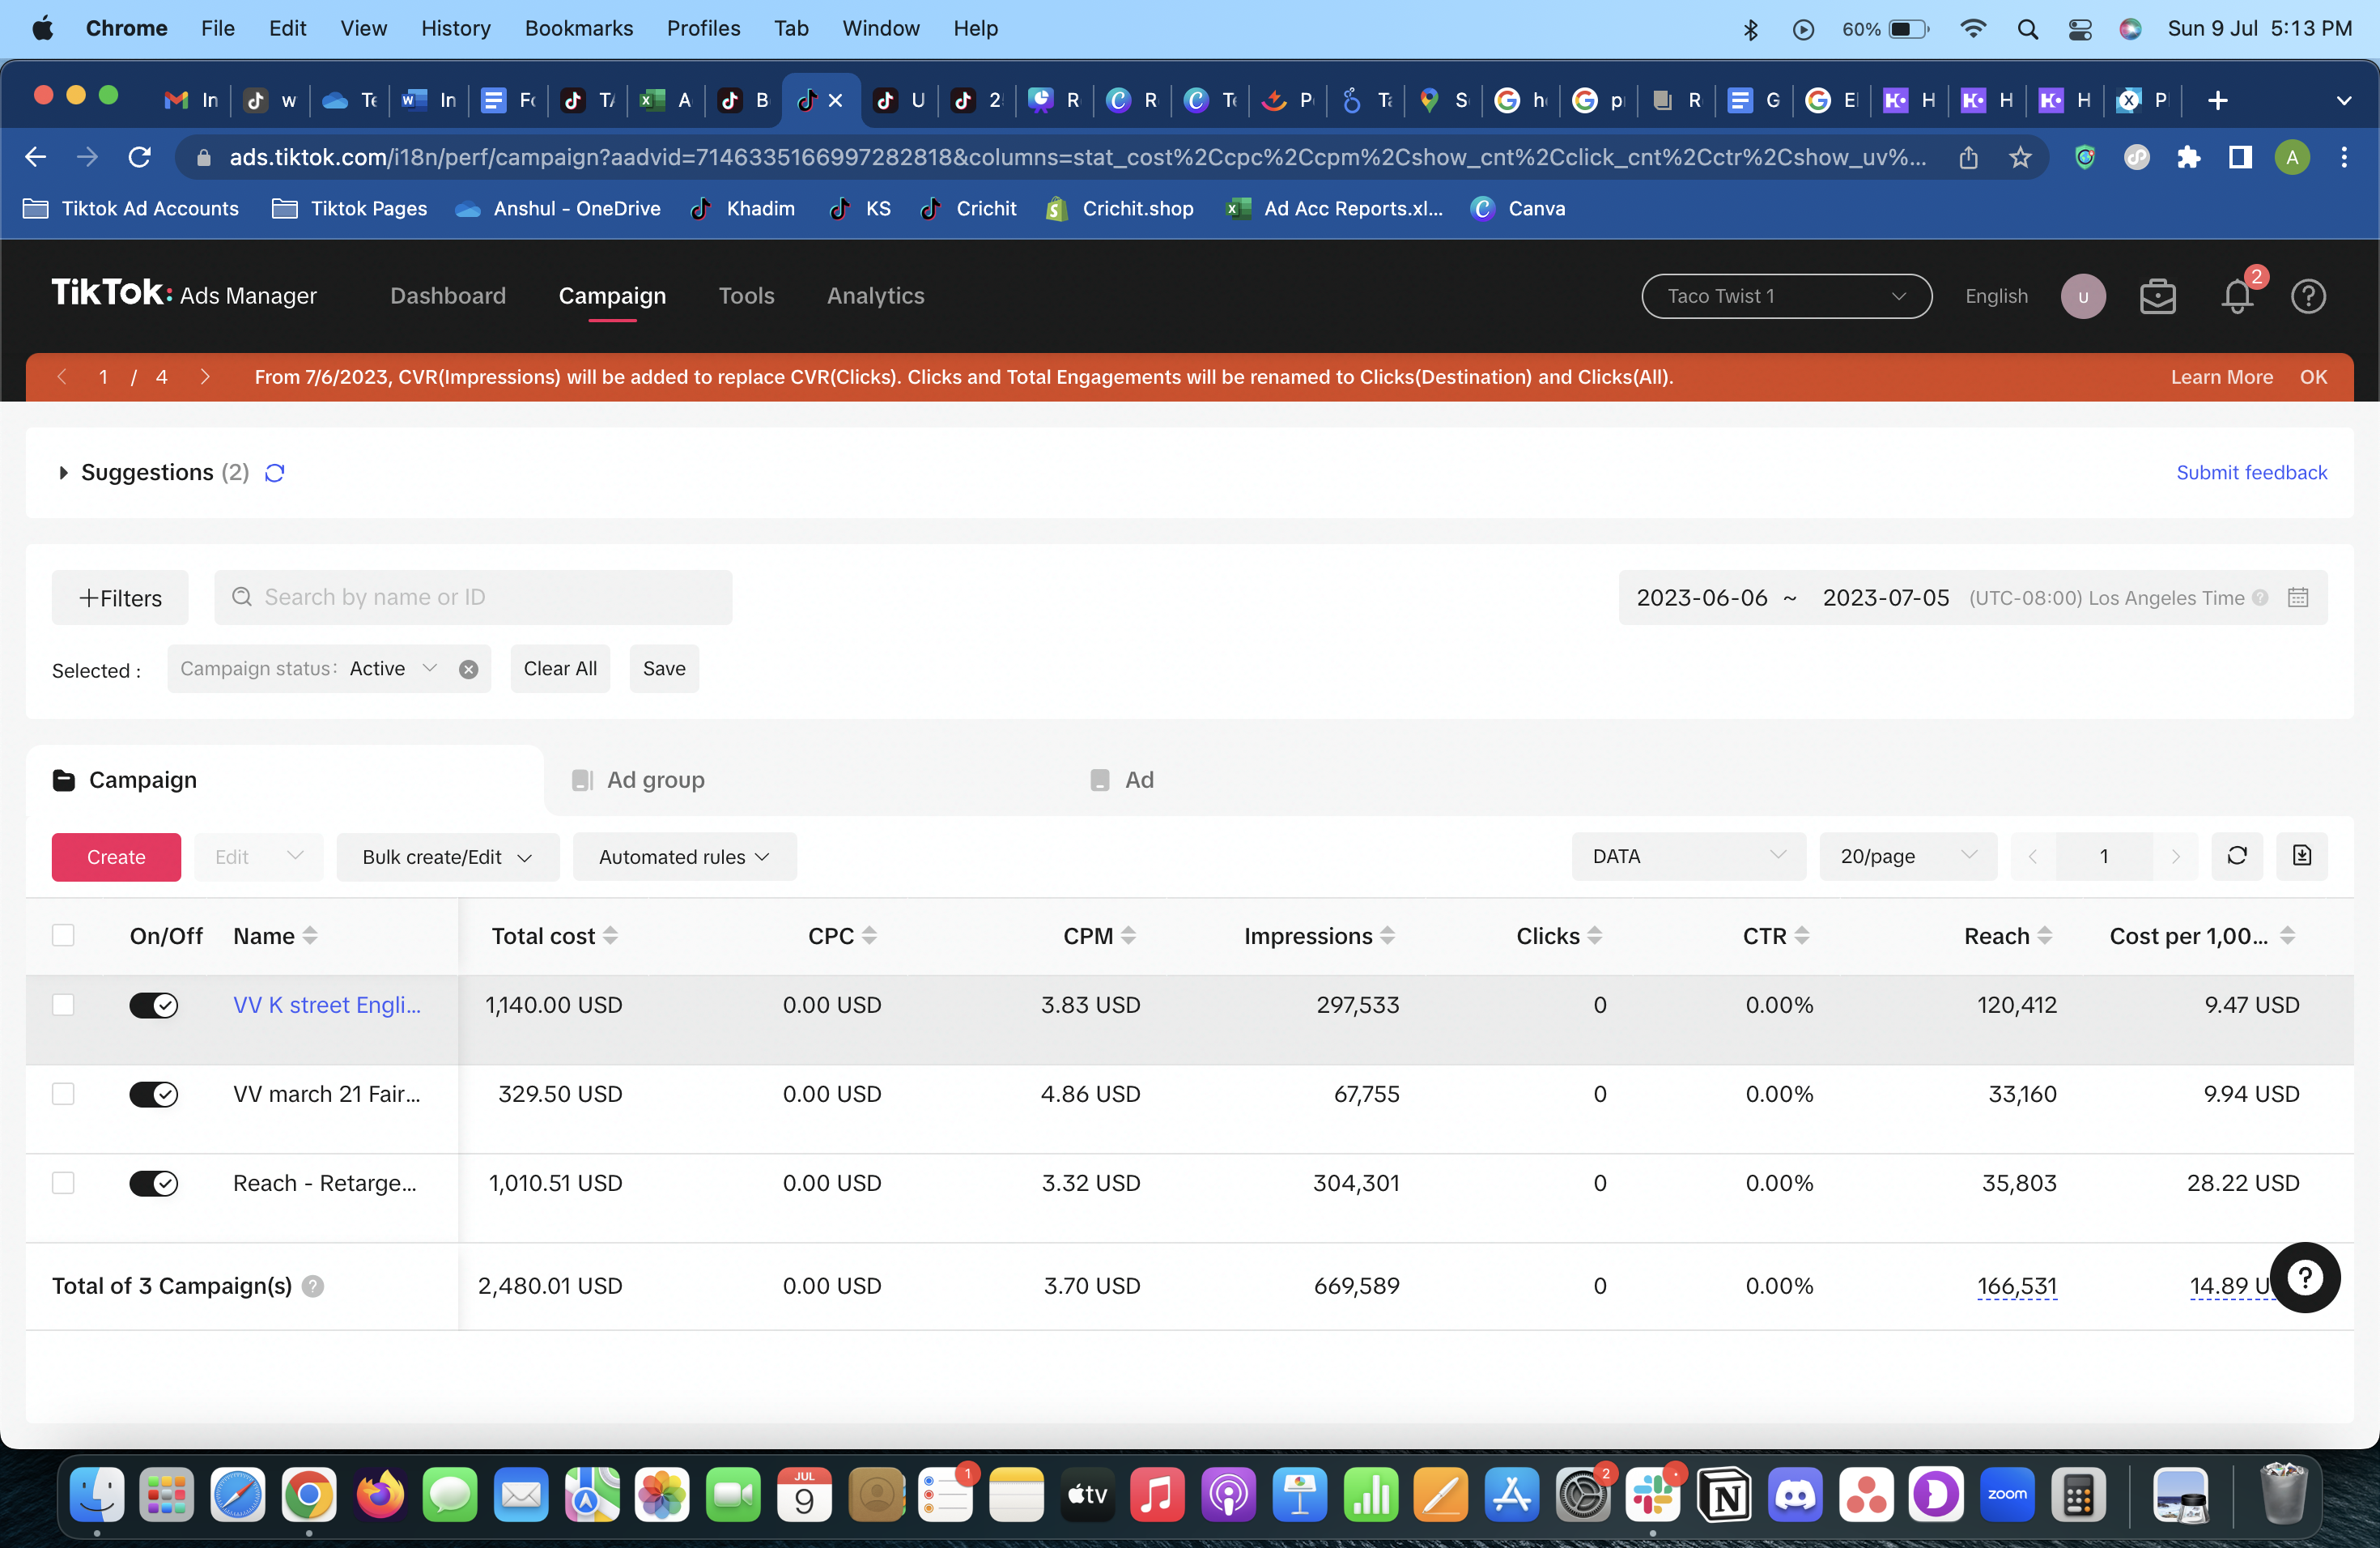 Chrome File Edit View History Bookmarks Profiles Tab Window Help 60% Sun 9 Jul 5:13 PM
In w Te In Fc TA A B U 2 R R Te P Ta S h p R G El H H H P
ads.tiktok.com/i18n/perf/campaign?aadvid=7146335166997282818&columns=stat_cost%2Ccpc%2Ccpm%2Cshow_cnt%2Cclick_cnt%2Cctr%2Cshow_uv%... A
Tiktok Ad Accounts Tiktok Pages Anshul - OneDrive Khadim KS Crichit Crichit.shop Ad Acc Reports.xl... Canva
TikTok: Ads Manager Dashboard Campaign Tools Analytics Taco Twist 1 English U 2
1 / 4 From 7/6/2023, CVR(Impressions) will be added to replace CVR(Clicks). Clicks and Total Engagements will be renamed to Clicks(Destination) and Clicks(All). Learn More OK
Suggestions (2) Submit feedback
+Filters Search by name or ID 2023-06-06 ~ 2023-07-05 (UTC-08:00) Los Angeles Time
Selected : Campaign status: Active Clear All Save
Campaign Ad group Ad
Create Edit Bulk create/Edit Automated rules DATA 20/page 1
On/Off Name Total cost CPC CPM Impressions Clicks CTR Reach Cost per 1,00...
VV K street Engli... 1,140.00 USD 0.00 USD 3.83 USD 297,533 0 0.00% 120,412 9.47 USD
VV march 21 Fair... 329.50 USD 0.00 USD 4.86 USD 67,755 0 0.00% 33,160 9.94 USD
Reach - Retarge... 1,010.51 USD 0.00 USD 3.32 USD 304,301 0 0.00% 35,803 28.22 USD
Total of 3 Campaign(s) ? 2,480.01 USD 0.00 USD 3.70 USD 669,589 0 0.00% 166,531 14.89 U ?
JUL 9 1 tv 2 N zoom